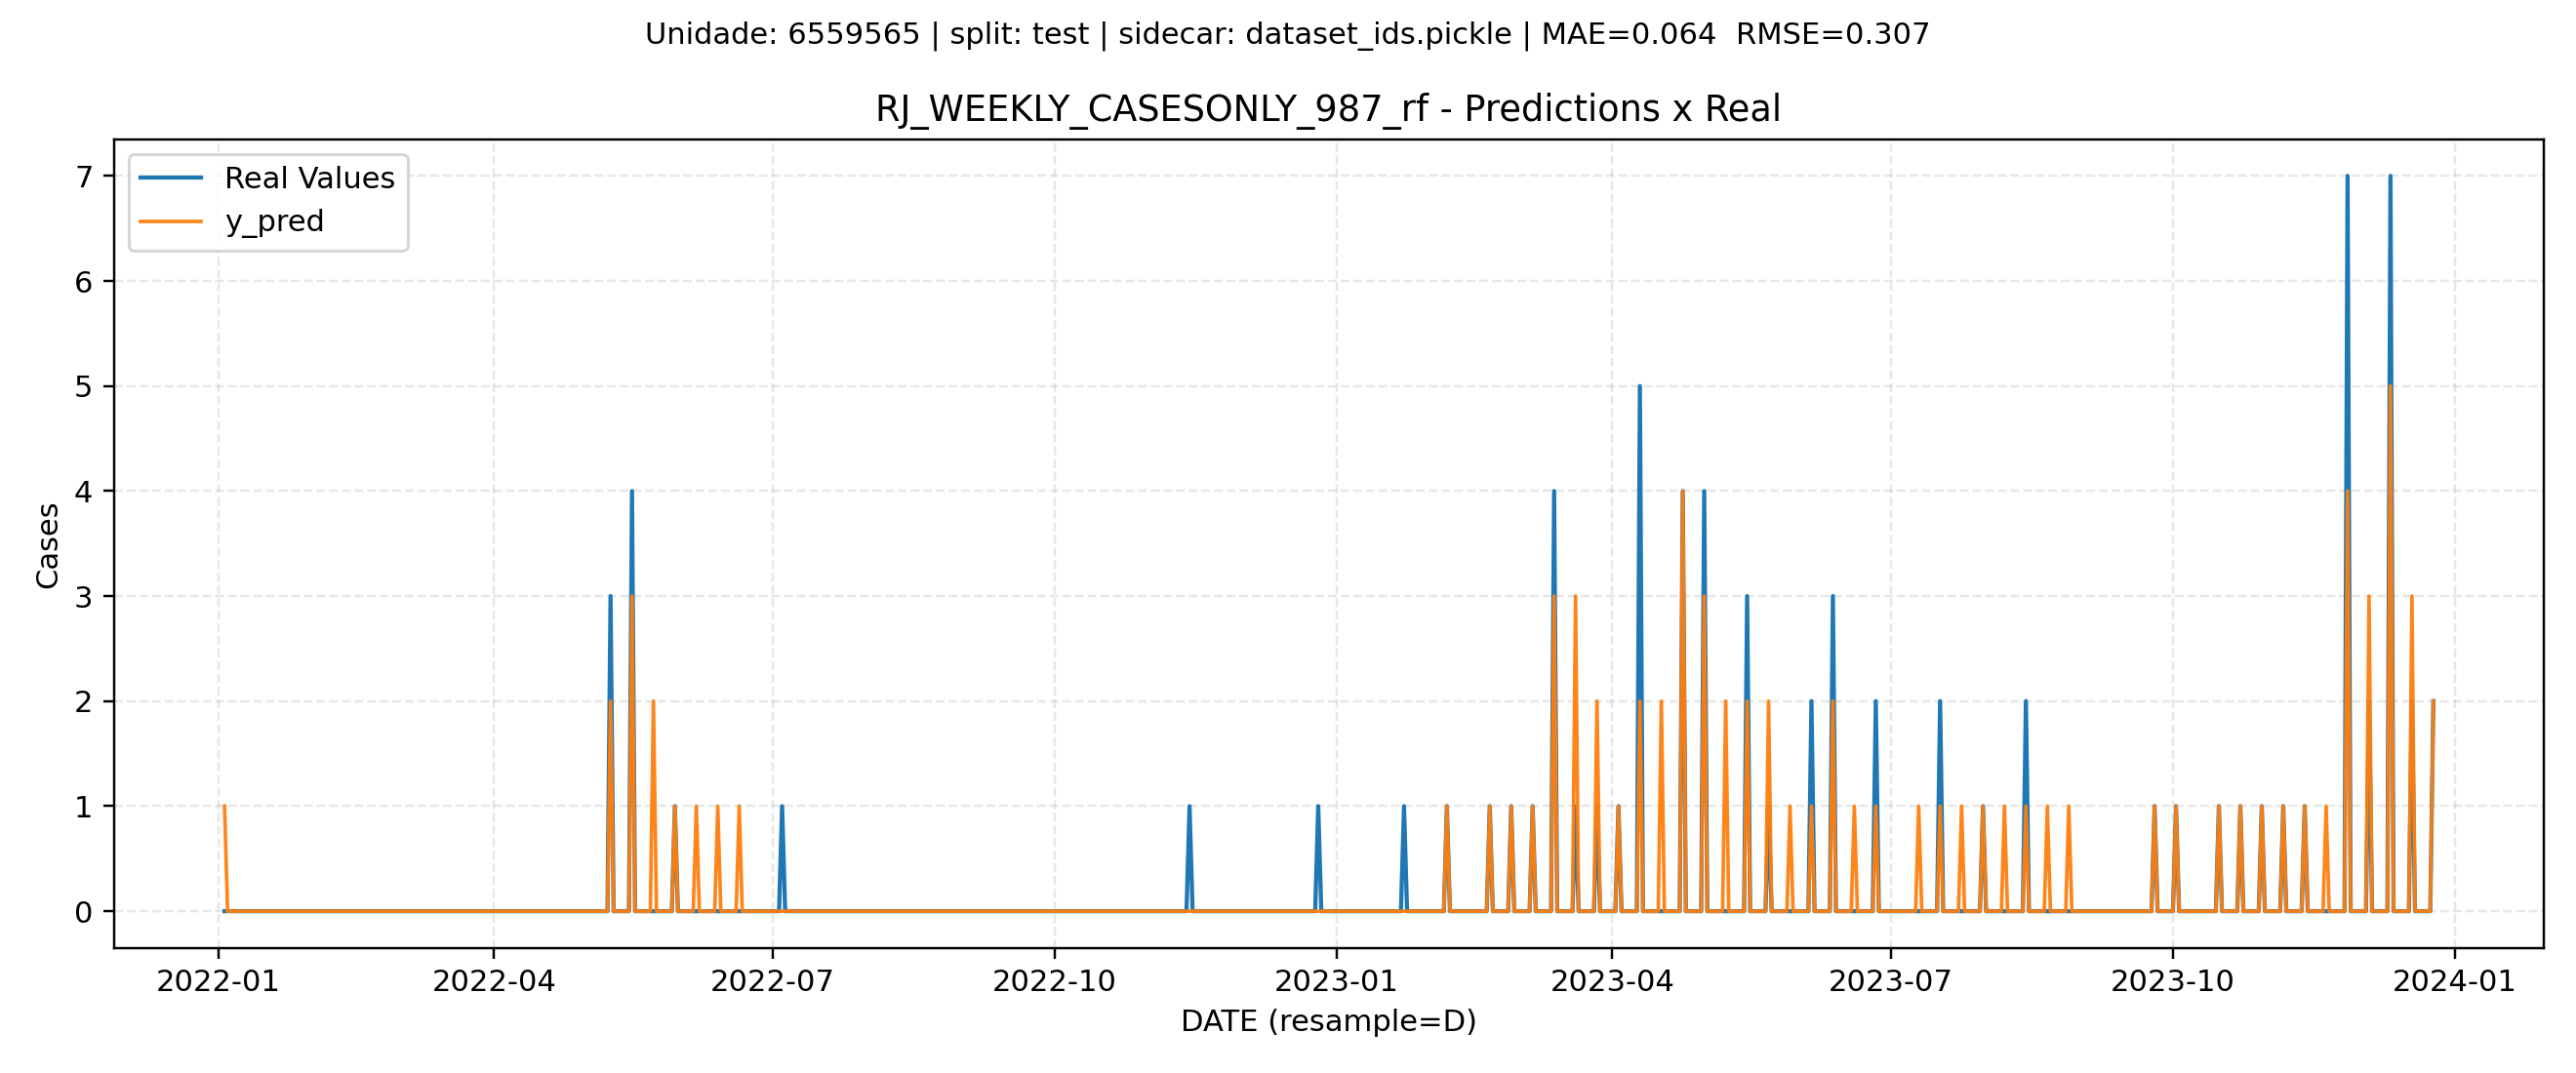 Unidade: 6559565 | split: test | sidecar: dataset_ids.pickle | MAE=0.064  RMSE=0.307
RJ_WEEKLY_CASESONLY_987_rf - Predictions x Real
Real Values
y_pred
7
6
5
4
3
2
1
0
Cases
2022-01
2022-04
2022-07
2022-10
2023-01
2023-04
2023-07
2023-10
2024-01
DATE (resample=D)